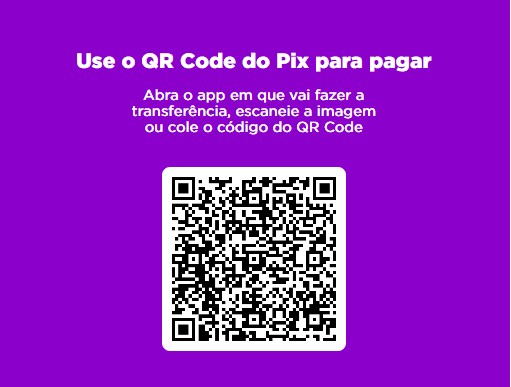 Use o QR Code do Pix para pagar
Abra o app em que vai fazer a
transferência, escaneie a imagem
ou cole o código do QR Code